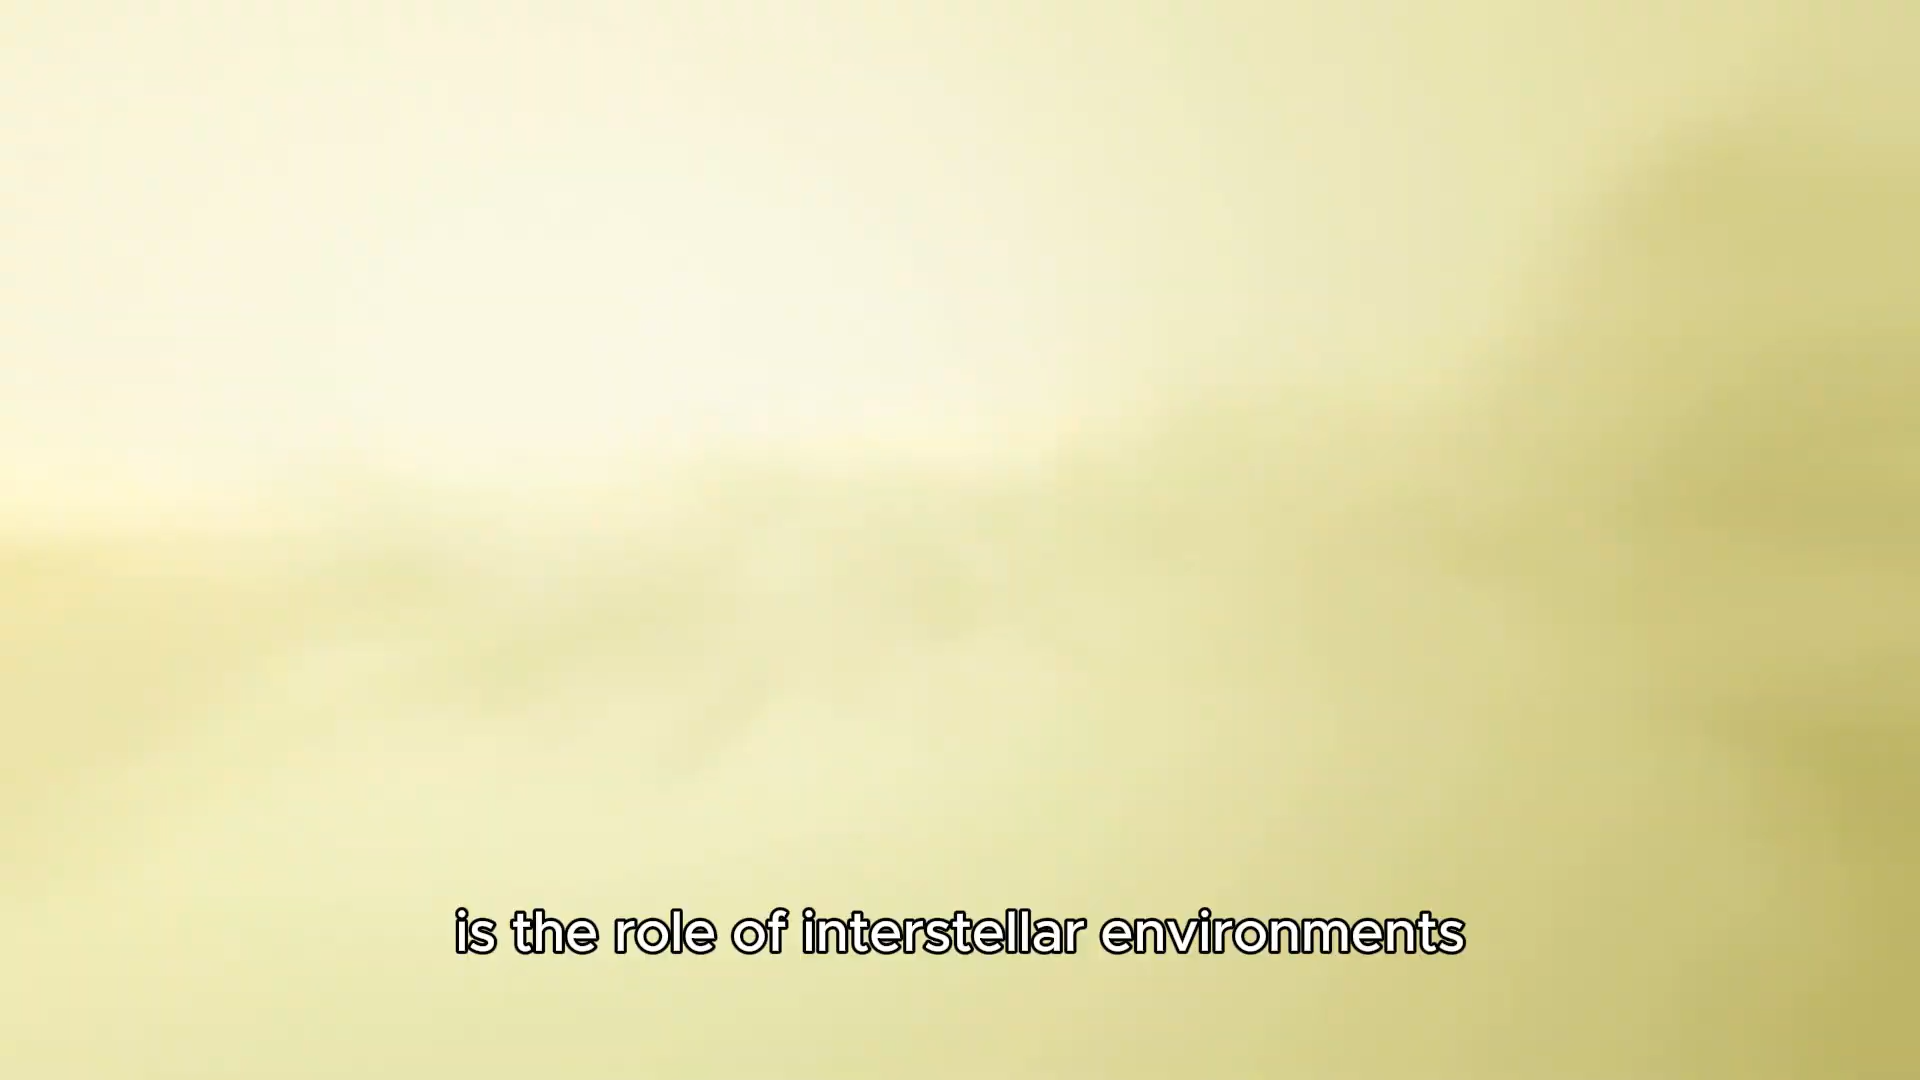 is the role of interstellar environments